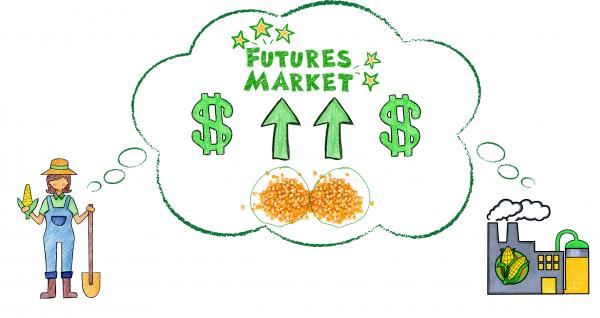 FUTURES
MARKET
$ $